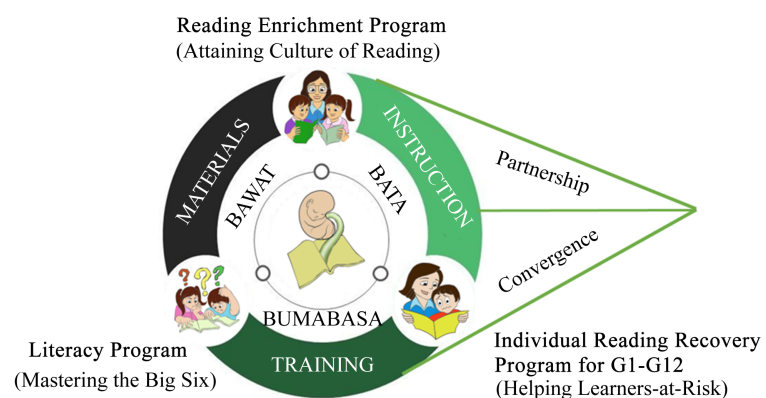 Reading Enrichment Program
(Attaining Culture of Reading)
MATERIALS
INSTRUCTION
BAWAT
BATA
Partnership
Convergence
BUMABASA
TRAINING
Literacy Program
(Mastering the Big Six)
Individual Reading Recovery
Program for G1-G12
(Helping Learners-at-Risk)